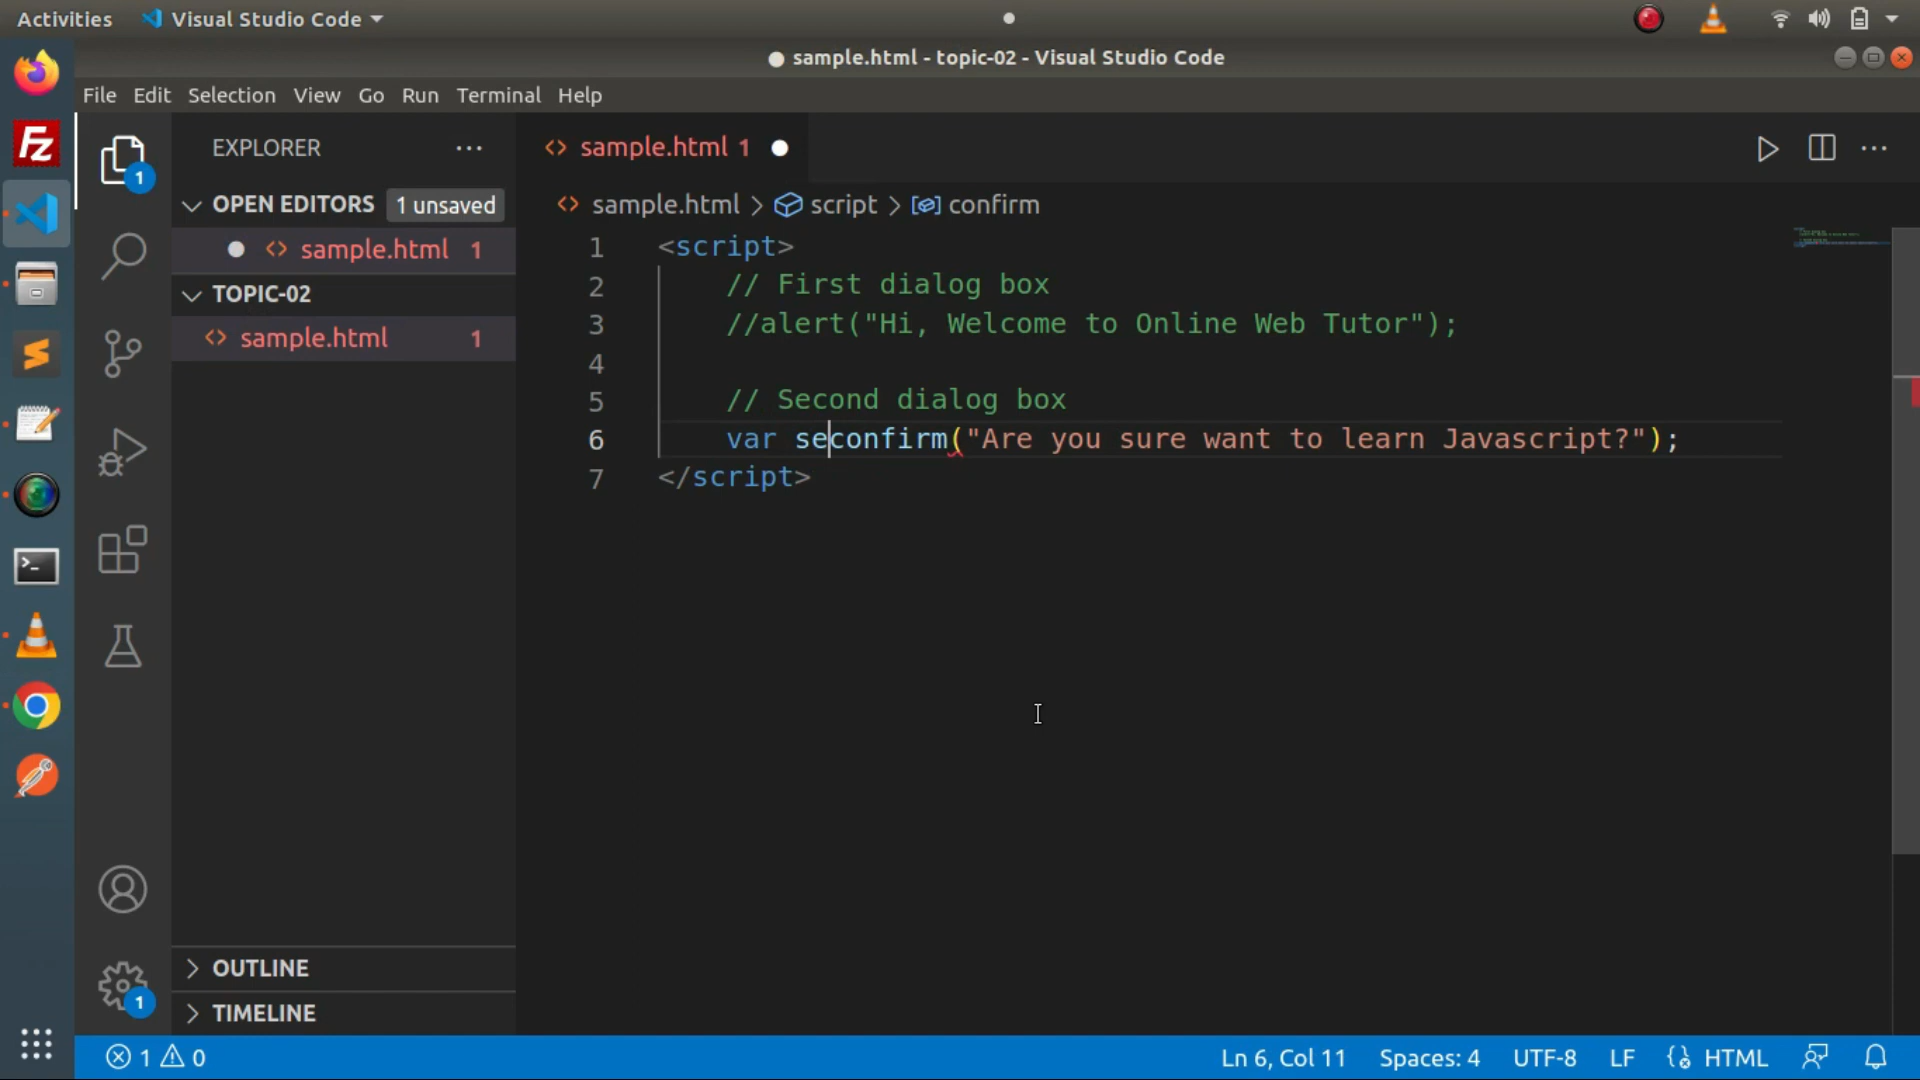 Activities Visual Studio Code
sample.html - topic-02 - Visual Studio Code
File Edit Selection View Go Run Terminal Help
EXPLORER
1
OPEN EDITORS 1 unsaved
sample.html 1
TOPIC-02
sample.html 1
OUTLINE
1
TIMELINE
sample.html 1
sample.html > script > confirm
1 <script>
2 // First dialog box
3 //alert("Hi, Welcome to Online Web Tutor");
4
5 // Second dialog box
6 var seconfirm("Are you sure want to learn Javascript?");
7 </script>
1 0 Ln 6, Col 11 Spaces: 4 UTF-8 LF HTML